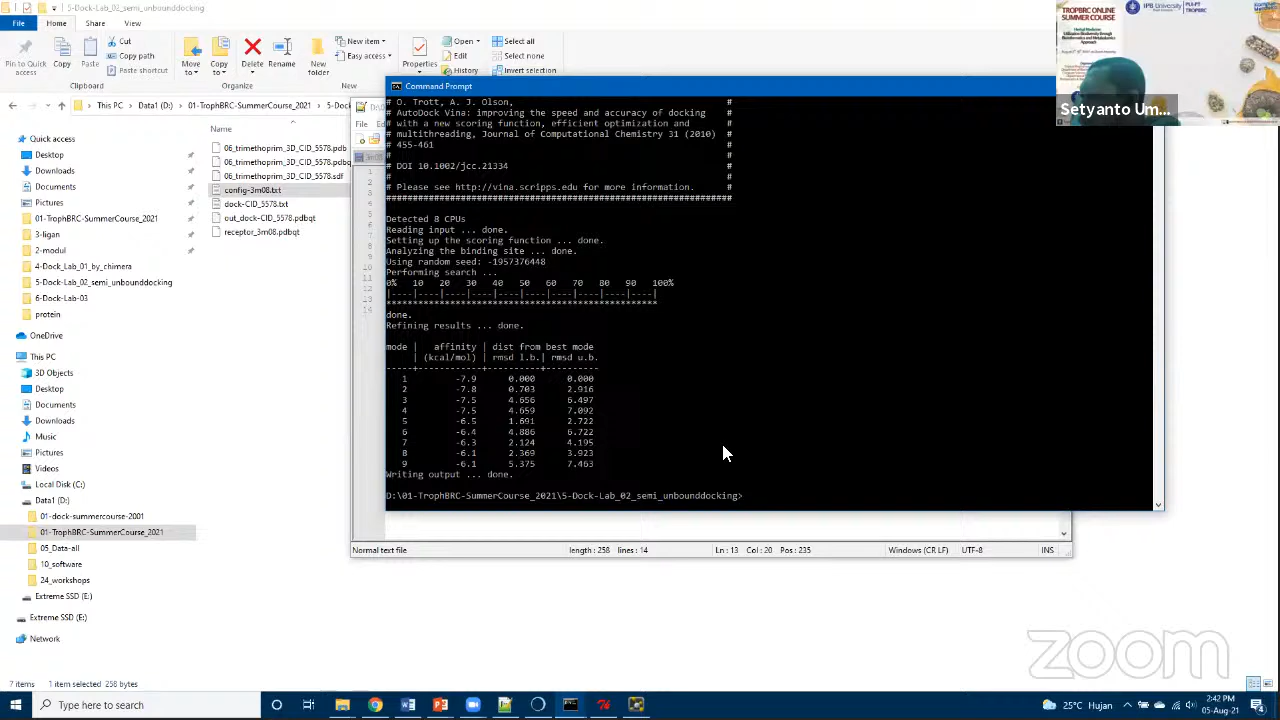 5-Dock-Lab_02_semi_unbounddocking
File Home Share View
Pin to Quick access
Copy
Paste
Cut
Copy path
Paste shortcut
Clipboard
Delete Rename
Organize
Properties
Open
Edit
History
Select all
Select none
Invert selection
This PC > Data1 (D:) > 01-TrophBRC-SummerCourse_2021 >
Name
Quick access
Desktop
Downloads
Documents
Pictures
01-TrophBRC-SummerCourse_2021
3-ligan
2-modul
4-Dock_Lab_01_by_chimera
5-Dock-Lab_02_semi_unbounddocking
6-Dock-Lab-03
protein
OneDrive
This PC
3D Objects
Desktop
Documents
Downloads
Music
Pictures
Videos
Local Disk (C:)
Data1 (D:)
01-dock-summercourse-2001
01-TrophBRC-SummerCourse_2021
05_Data-all
10_software
24_workshops
Extreme SSD (E:)
Extreme SSD (E:)
Network
06_trimethoprim_3D_CID_5578.pdb
06_trimethoprim_3D_CID_5578.sdf
config-3m08.txt
dock-CID_5578.txt
out_dock-CID_5578.pdbqt
receptor_3m08.pdbqt
7 items 1 item selected 258 bytes
Command Prompt
# O. Trott, A. J. Olson, #
# AutoDock Vina: improving the speed and accuracy of docking #
# with a new scoring function, efficient optimization and #
# multithreading, Journal of Computational Chemistry 31 (2010) #
# 455-461 #
# #
# DOI 10.1002/jcc.21334 #
# #
# Please see http://vina.scripps.edu for more information. #
#################################################################
Detected 8 CPUs
Reading input ... done.
Setting up the scoring function ... done.
Analyzing the binding site ... done.
Using random seed: -1957376448
Performing search ...
0% 10 20 30 40 50 60 70 80 90 100%
|----|----|----|----|----|----|----|----|----|----|
***************************************************
done.
Refining results ... done.
mode | affinity | dist from best mode
| (kcal/mol) | rmsd l.b.| rmsd u.b.
-----+------------+----------+----------
1 -7.9 0.000 0.000
2 -7.8 0.703 2.916
3 -7.5 4.656 6.497
4 -7.5 4.659 7.092
5 -6.5 1.691 2.722
6 -6.4 4.886 6.722
7 -6.3 2.124 4.195
8 -6.1 2.369 3.923
9 -6.1 5.375 7.463
Writing output ... done.
D:\01-TrophBRC-SummerCourse_2021\5-Dock-Lab_02_semi_unbounddocking>
Normal text file length : 258 lines : 14 Ln : 13 Col : 20 Pos : 235 Windows (CR LF) UTF-8 INS
TROPBRC ONLINE
SUMMER COURSE
IPB University
Setyanto Um...
zoom
Type here to search
25°C Hujan
2:42 PM
05-Aug-21